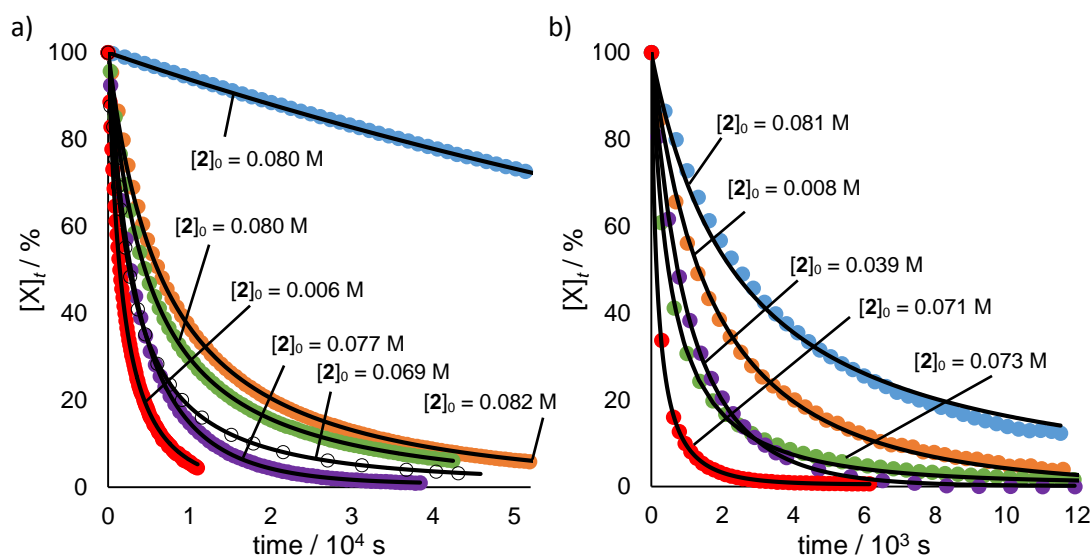 a)
[X]t / %
100
80
60
40
20
0
0 1 2 3 4 5
time / 10⁴ s
[2]₀ = 0.080 M
[2]₀ = 0.080 M
[2]₀ = 0.006 M
[2]₀ = 0.077 M
[2]₀ = 0.069 M
[2]₀ = 0.082 M
b)
[X]t / %
100
80
60
40
20
0
0 2 4 6 8 10 12
time / 10³ s
[2]₀ = 0.081 M
[2]₀ = 0.008 M
[2]₀ = 0.039 M
[2]₀ = 0.071 M
[2]₀ = 0.073 M